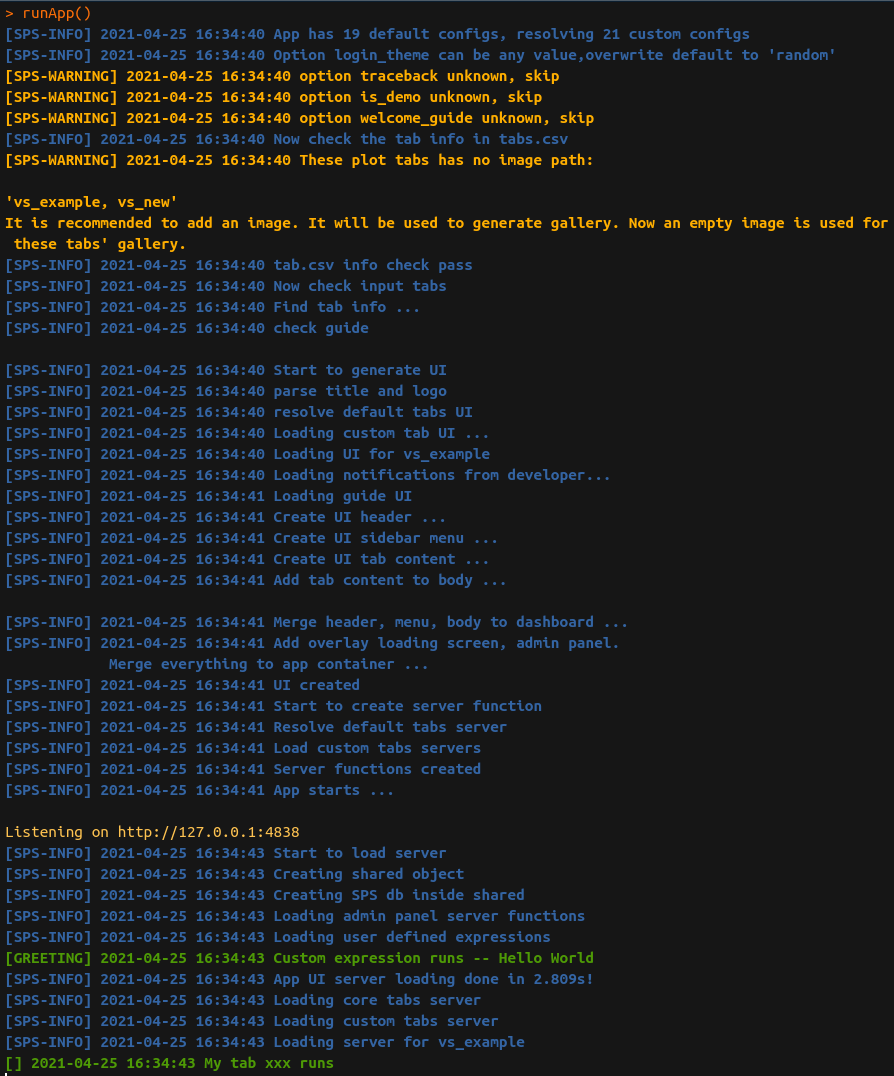 > runApp()
[SPS-INFO] 2021-04-25 16:34:40 App has 19 default configs, resolving 21 custom configs
[SPS-INFO] 2021-04-25 16:34:40 Option login_theme can be any value,overwrite default to 'random'
[SPS-WARNING] 2021-04-25 16:34:40 option traceback unknown, skip
[SPS-WARNING] 2021-04-25 16:34:40 option is_demo unknown, skip
[SPS-WARNING] 2021-04-25 16:34:40 option welcome_guide unknown, skip
[SPS-INFO] 2021-04-25 16:34:40 Now check the tab info in tabs.csv
[SPS-WARNING] 2021-04-25 16:34:40 These plot tabs has no image path:
'vs_example, vs_new'
It is recommended to add an image. It will be used to generate gallery. Now an empty image is used for
these tabs' gallery.
[SPS-INFO] 2021-04-25 16:34:40 tab.csv info check pass
[SPS-INFO] 2021-04-25 16:34:40 Now check input tabs
[SPS-INFO] 2021-04-25 16:34:40 Find tab info ...
[SPS-INFO] 2021-04-25 16:34:40 check guide
[SPS-INFO] 2021-04-25 16:34:40 Start to generate UI
[SPS-INFO] 2021-04-25 16:34:40 parse title and logo
[SPS-INFO] 2021-04-25 16:34:40 resolve default tabs UI
[SPS-INFO] 2021-04-25 16:34:40 Loading custom tab UI ...
[SPS-INFO] 2021-04-25 16:34:40 Loading UI for vs_example
[SPS-INFO] 2021-04-25 16:34:40 Loading notifications from developer...
[SPS-INFO] 2021-04-25 16:34:41 Loading guide UI
[SPS-INFO] 2021-04-25 16:34:41 Create UI header ...
[SPS-INFO] 2021-04-25 16:34:41 Create UI sidebar menu ...
[SPS-INFO] 2021-04-25 16:34:41 Create UI tab content ...
[SPS-INFO] 2021-04-25 16:34:41 Add tab content to body ...
[SPS-INFO] 2021-04-25 16:34:41 Merge header, menu, body to dashboard ...
[SPS-INFO] 2021-04-25 16:34:41 Add overlay loading screen, admin panel.
Merge everything to app container ...
[SPS-INFO] 2021-04-25 16:34:41 UI created
[SPS-INFO] 2021-04-25 16:34:41 Start to create server function
[SPS-INFO] 2021-04-25 16:34:41 Resolve default tabs server
[SPS-INFO] 2021-04-25 16:34:41 Load custom tabs servers
[SPS-INFO] 2021-04-25 16:34:41 Server functions created
[SPS-INFO] 2021-04-25 16:34:41 App starts ...
Listening on http://127.0.0.1:4838
[SPS-INFO] 2021-04-25 16:34:43 Start to load server
[SPS-INFO] 2021-04-25 16:34:43 Creating shared object
[SPS-INFO] 2021-04-25 16:34:43 Creating SPS db inside shared
[SPS-INFO] 2021-04-25 16:34:43 Loading admin panel server functions
[SPS-INFO] 2021-04-25 16:34:43 Loading user defined expressions
[GREETING] 2021-04-25 16:34:43 Custom expression runs -- Hello World
[SPS-INFO] 2021-04-25 16:34:43 App UI server loading done in 2.809s!
[SPS-INFO] 2021-04-25 16:34:43 Loading core tabs server
[SPS-INFO] 2021-04-25 16:34:43 Loading custom tabs server
[SPS-INFO] 2021-04-25 16:34:43 Loading server for vs_example
[] 2021-04-25 16:34:43 My tab xxx runs